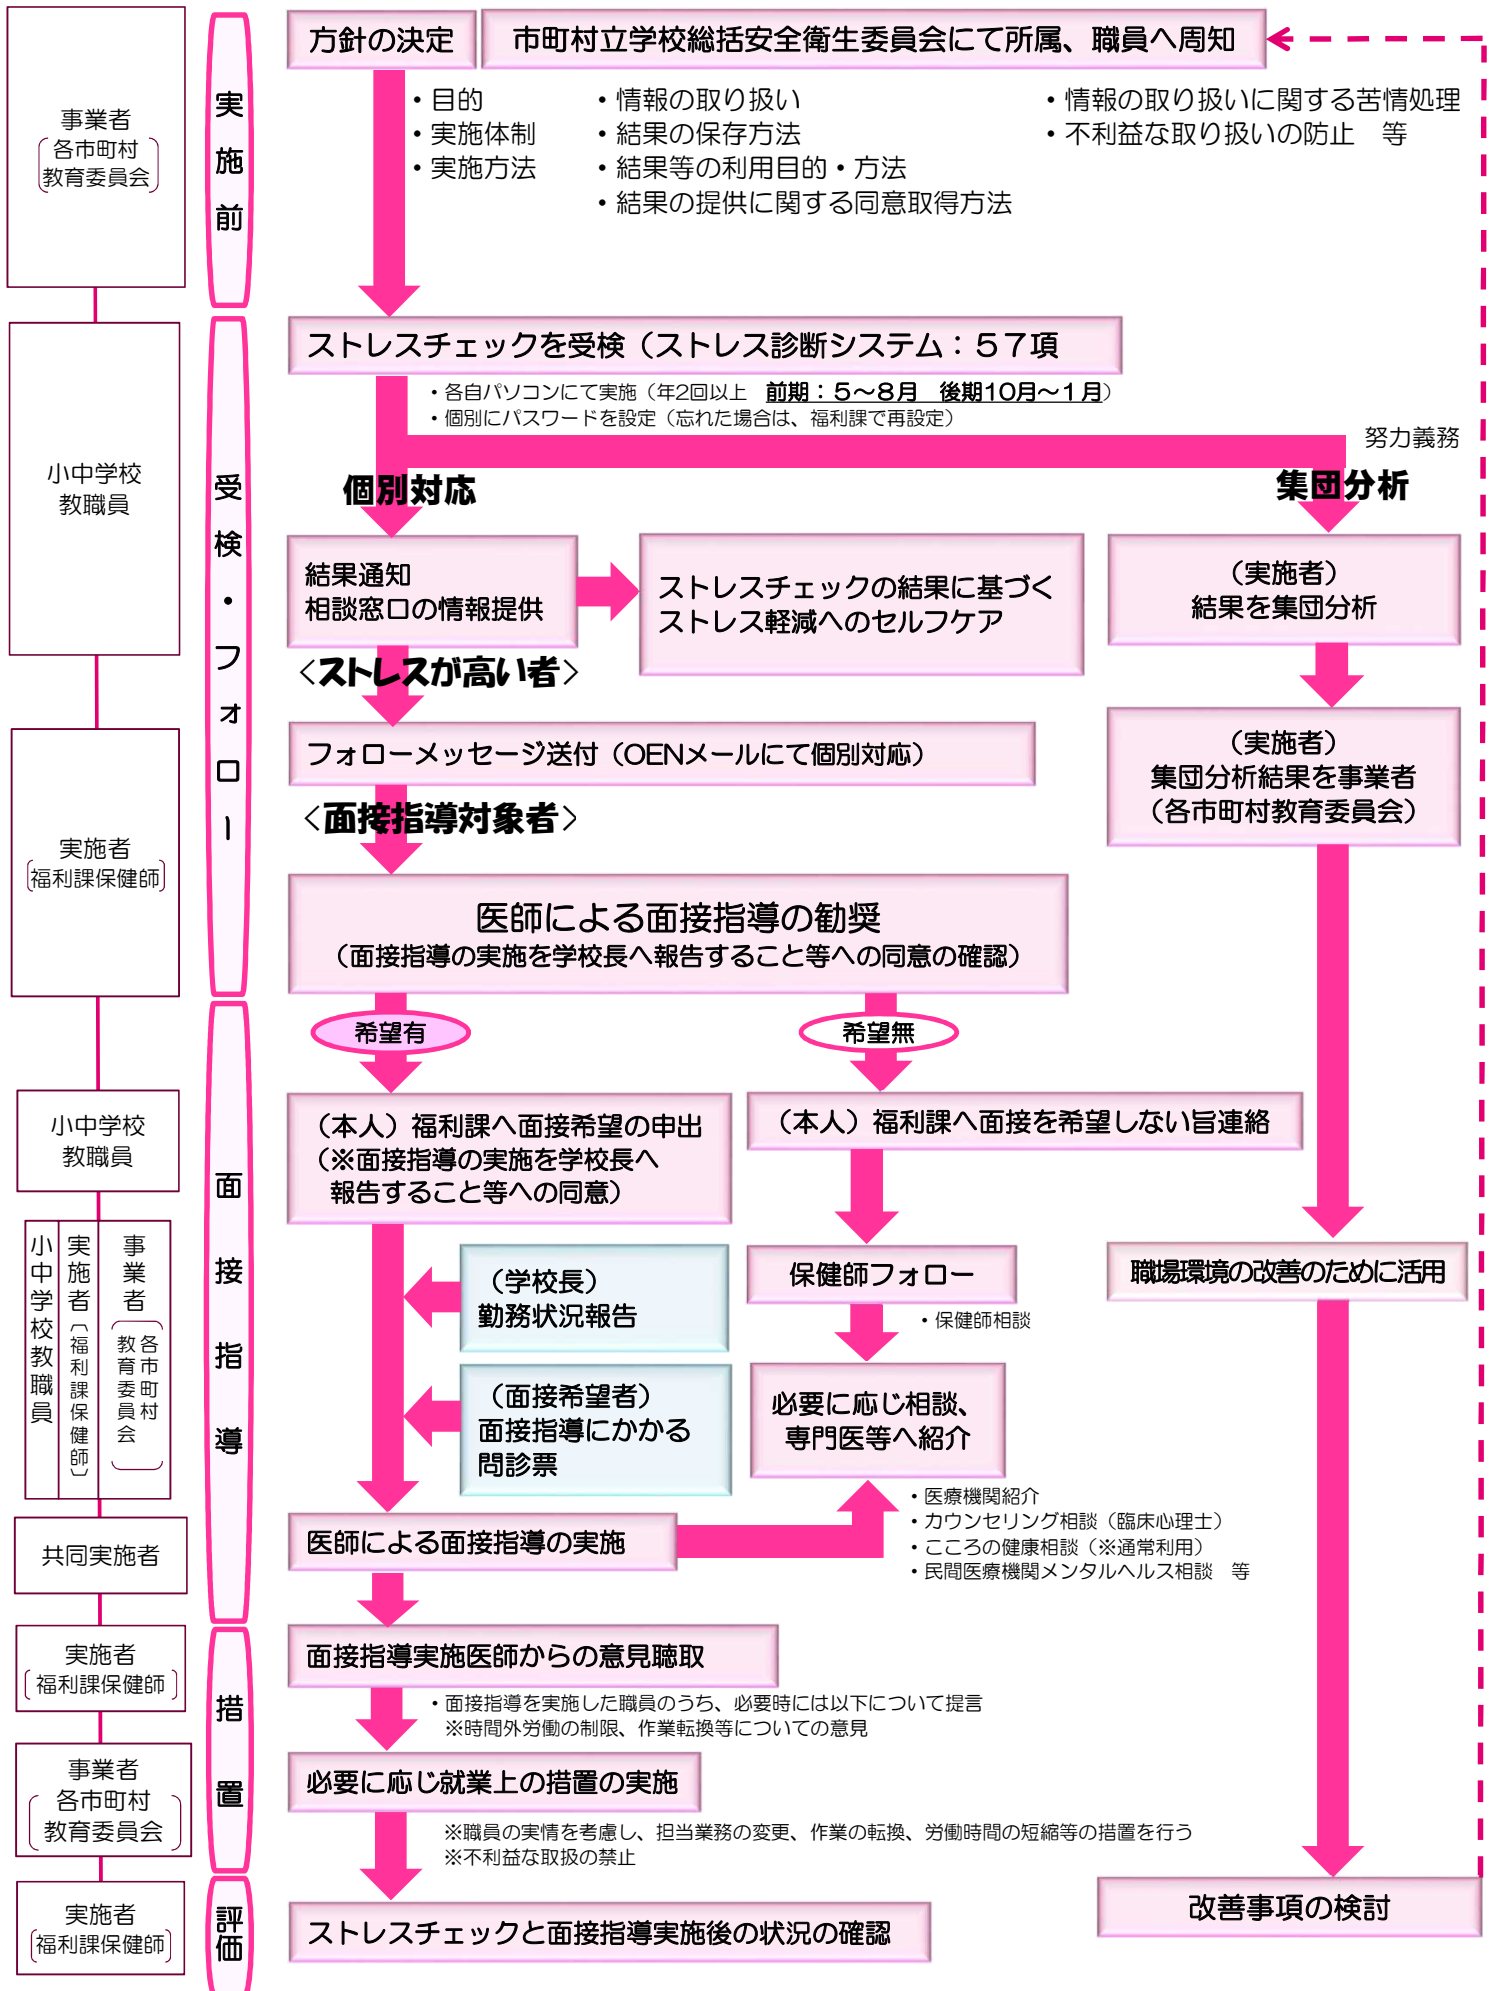 事業者
各市町村
教育委員会
小中学校
教職員
実施者
福利課保健師
小中学校
教職員
小中学校教職員
実施者〔福利課保健師〕
事業者
各市町村
教育委員会
共同実施者
実施者
福利課保健師
事業者
各市町村
教育委員会
実施者
福利課保健師
実施前
受検・フォロー
面接指導
措置
評価
方針の決定
市町村立学校総括安全衛生委員会にて所属、職員へ周知
・目的
・実施体制
・実施方法
・情報の取り扱い
・結果の保存方法
・結果等の利用目的・方法
・結果の提供に関する同意取得方法
・情報の取り扱いに関する苦情処理
・不利益な取り扱いの防止　等
ストレスチェックを受検（ストレス診断システム：５７項
・各自パソコンにて実施（年2回以上　前期：５～８月　後期10月～１月）
・個別にパスワードを設定（忘れた場合は、福利課で再設定）
努力義務
個別対応
集団分析
結果通知
相談窓口の情報提供
ストレスチェックの結果に基づく
ストレス軽減へのセルフケア
（実施者）
結果を集団分析
＜ストレスが高い者＞
フォローメッセージ送付（OENメールにて個別対応）
（実施者）
集団分析結果を事業者
（各市町村教育委員会）
＜面接指導対象者＞
医師による面接指導の勧奨
（面接指導の実施を学校長へ報告すること等への同意の確認）
希望有
希望無
（本人）福利課へ面接希望の申出
（※面接指導の実施を学校長へ
報告すること等への同意）
（本人）福利課へ面接を希望しない旨連絡
（学校長）
勤務状況報告
保健師フォロー
・保健師相談
職場環境の改善のために活用
（面接希望者）
面接指導にかかる
問診票
必要に応じ相談、
専門医等へ紹介
・医療機関紹介
・カウンセリング相談（臨床心理士）
・こころの健康相談（※通常利用）
・民間医療機関メンタルヘルス相談　等
医師による面接指導の実施
面接指導実施医師からの意見聴取
・面接指導を実施した職員のうち、必要時には以下について提言
※時間外労働の制限、作業転換等についての意見
必要に応じ就業上の措置の実施
※職員の実情を考慮し、担当業務の変更、作業の転換、労働時間の短縮等の措置を行う
※不利益な取扱の禁止
ストレスチェックと面接指導実施後の状況の確認
改善事項の検討